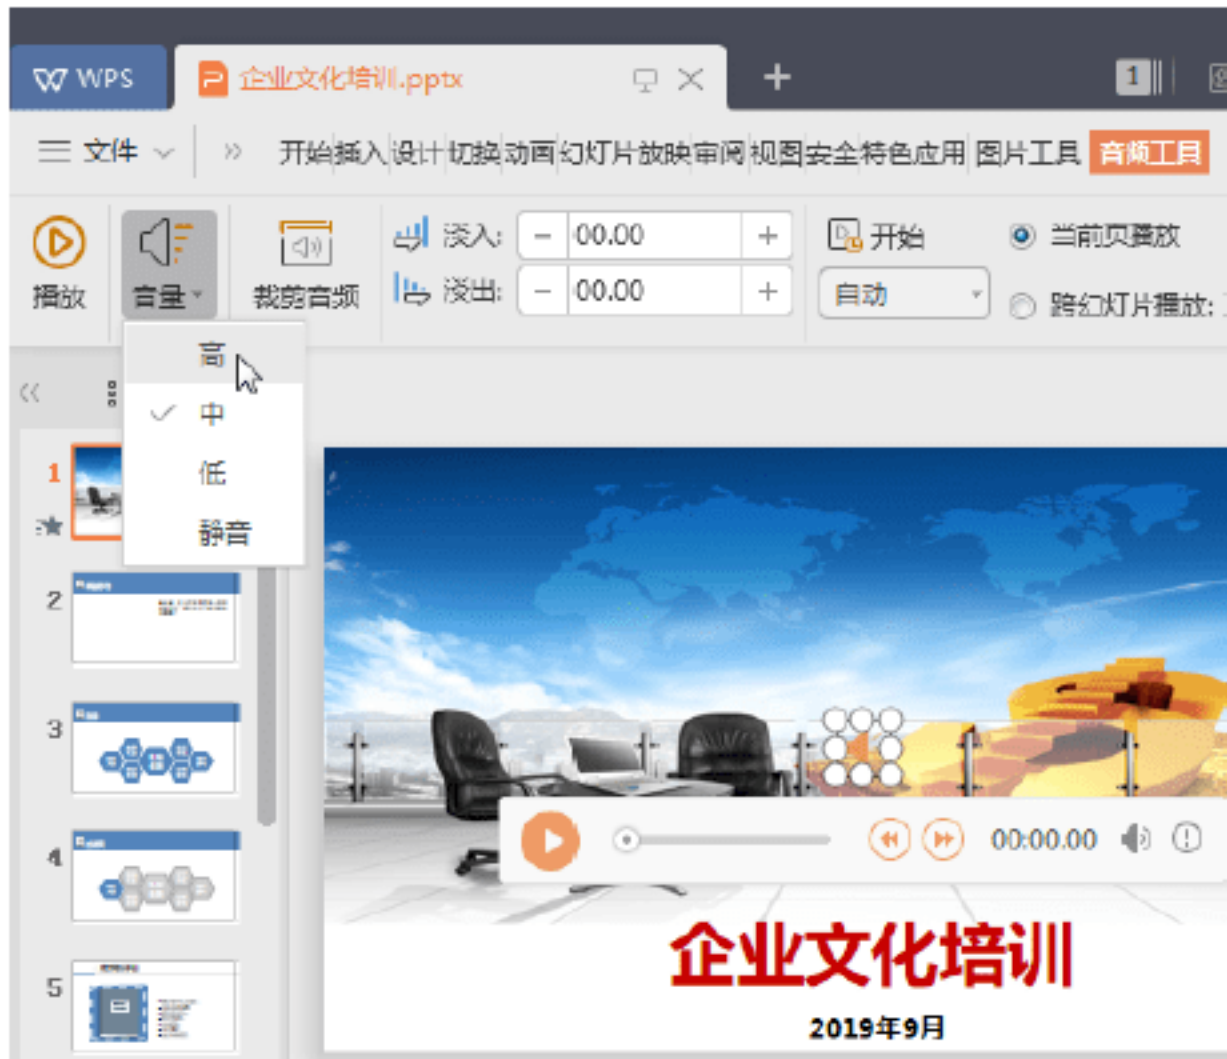 WPS 企业文化培训.pptx 1
文件 开始 插入 设计 切换 动画 幻灯片放映 审阅 视图 安全 特色应用 图片工具 音频工具
播放 音量 裁剪音频
淡入: 00.00
淡出: 00.00
开始
自动
当前页播放
跨幻灯片播放:
高
中
低
静音
1
2
3
4
5
00:00.00
企业文化培训
2019年9月